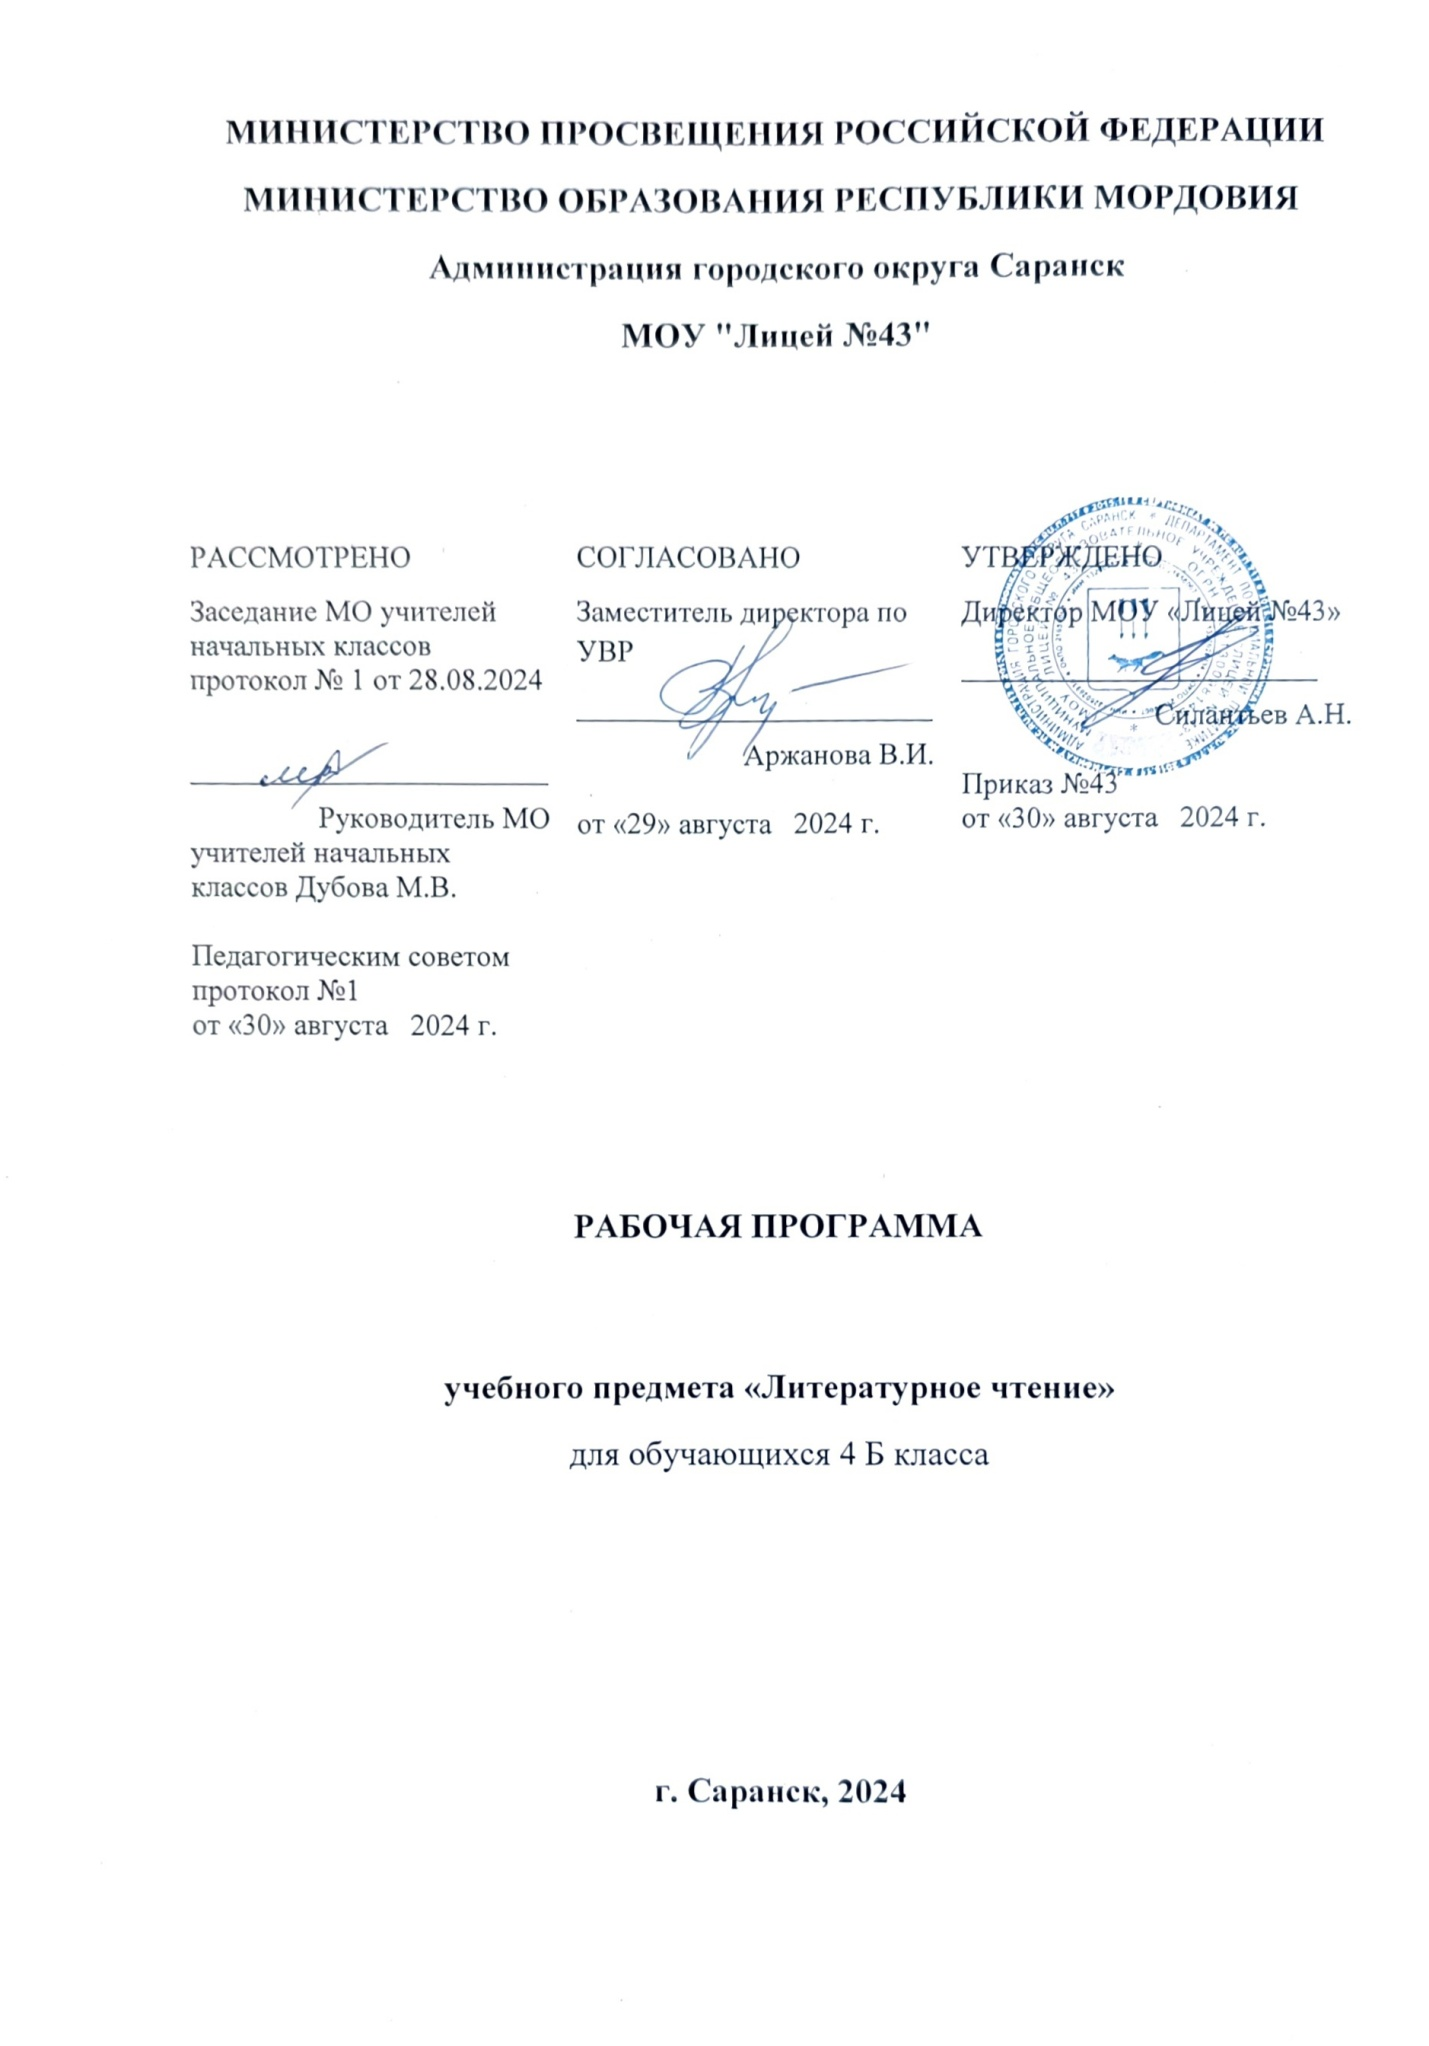 МИНИСТЕРСТВО ПРОСВЕЩЕНИЯ РОССИЙСКОЙ ФЕДЕРАЦИИ
МИНИСТЕРСТВО ОБРАЗОВАНИЯ РЕСПУБЛИКИ МОРДОВИЯ
Администрация городского округа Саранск
МОУ "Лицей №43"
РАССМОТРЕНО
Заседание МО учителей
начальных классов
протокол № 1 от 28.08.2024
Руководитель МО
учителей начальных
классов Дубова М.В.
Педагогическим советом
протокол №1
от «30» августа 2024 г.
СОГЛАСОВАНО
Заместитель директора по
УВР
Аржанова В.И.
от «29» августа 2024 г.
УТВЕРЖДЕНО
Директор МОУ «Лицей №43»
Силантьев А.Н.
Приказ №43
от «30» августа 2024 г.
РАБОЧАЯ ПРОГРАММА
учебного предмета «Литературное чтение»
для обучающихся 4 Б класса
г. Саранск, 2024